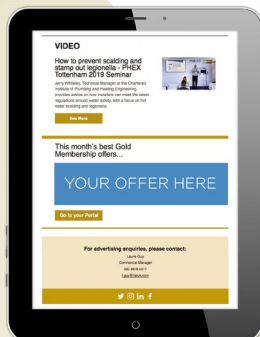 VIDEO
How to prevent scalding and
stamp out legionella - PHEX
Tottenham 2019 Seminar
Jerry Whiteley, Technical Manager at the Chartered
Institute of Plumbing and Heating Engineering,
provides advice on how installers can meet the latest
regulations around water safety, with a focus on hot
water scalding and legionella.
See More
This month's best Gold
Membership offers...
YOUR OFFER HERE
Go to your Portal
For advertising enquiries, please contact:
Laura Guy
Commercial Manager